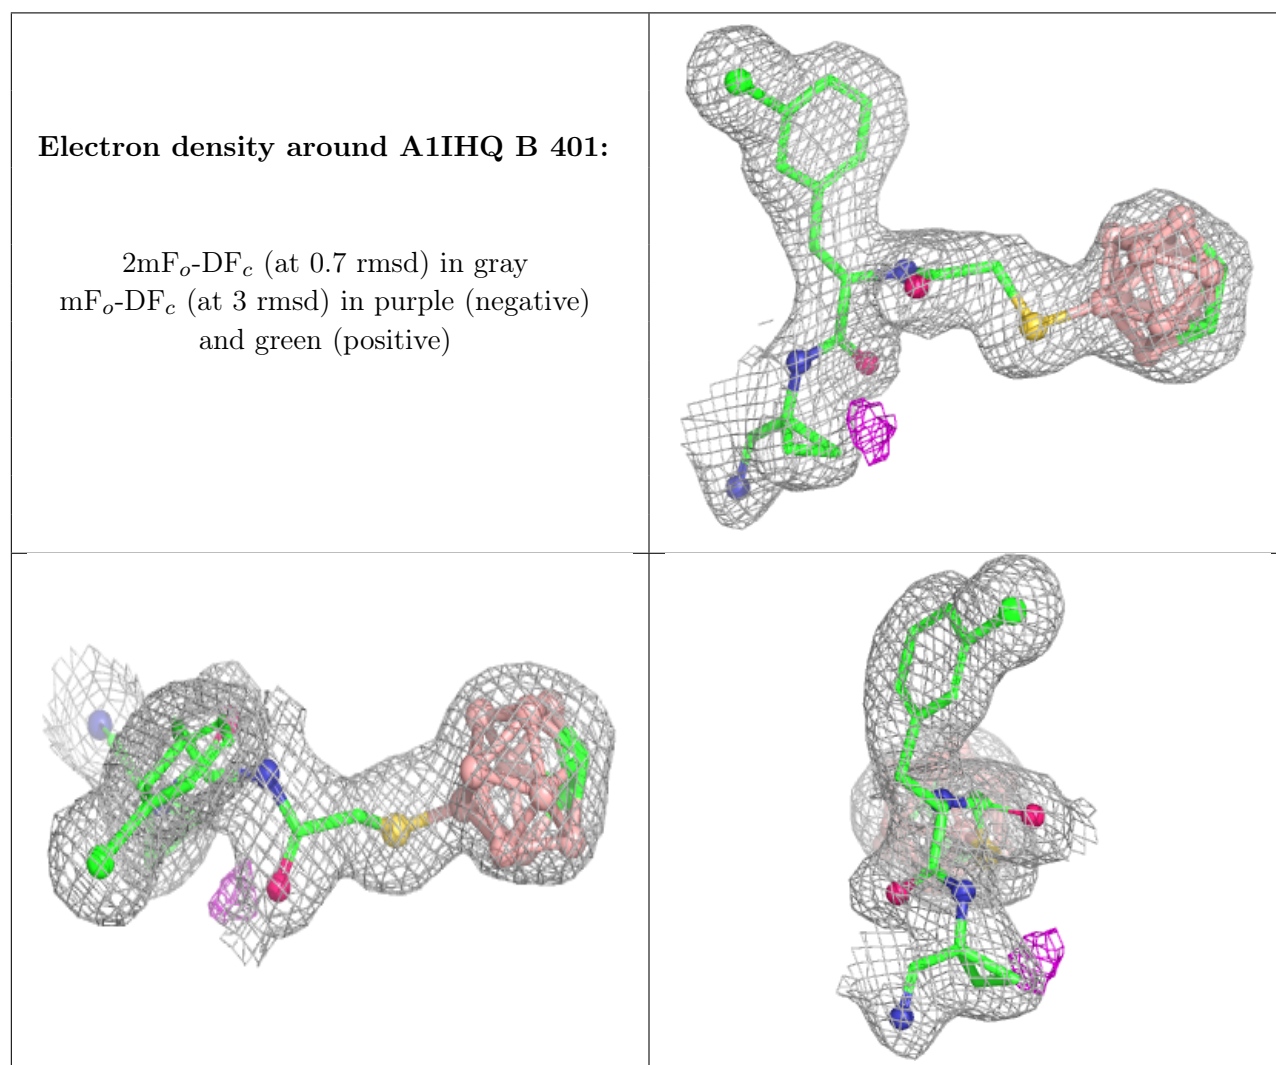 Electron density around A1IHQ B 401:
2mFₒ-DF𝒸 (at 0.7 rmsd) in gray
mFₒ-DF𝒸 (at 3 rmsd) in purple (negative)
and green (positive)